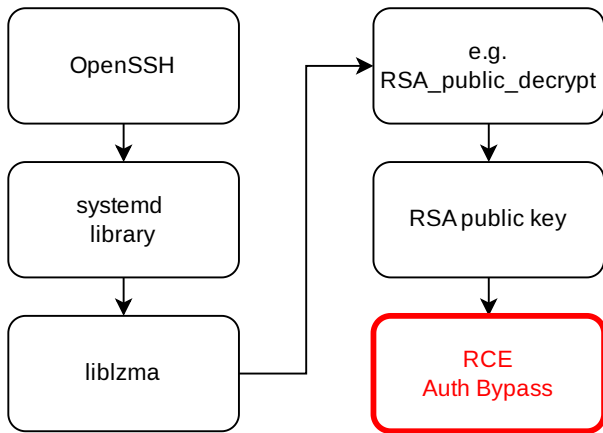 OpenSSH
systemd
library
liblzma
e.g.
RSA_public_decrypt
RSA public key
RCE
Auth Bypass